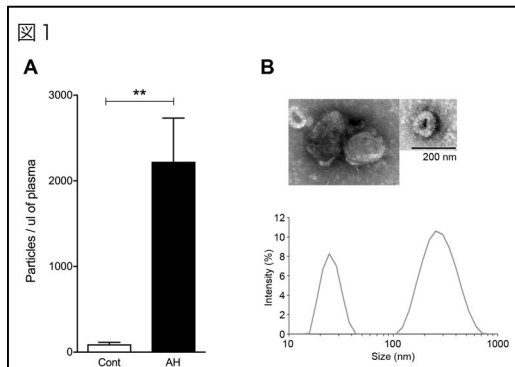 図1
A
**
Particles / ul of plasma
3000
2000
1000
0
Cont
AH
B
200 nm
Intensity (%)
12
10
8
6
4
2
0
10
100
1000
Size (nm)